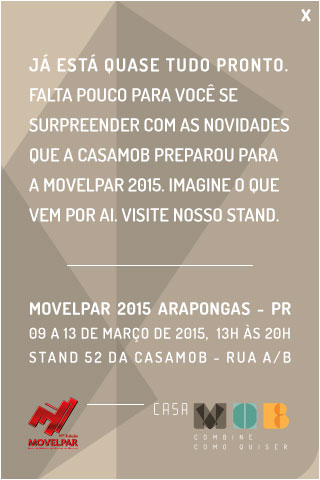 X
JÁ ESTÁ QUASE TUDO PRONTO.
FALTA POUCO PARA VOCÊ SE
SURPREENDER COM AS NOVIDADES
QUE A CASAMOB PREPAROU PARA
A MOVELPAR 2015. IMAGINE O QUE
VEM POR AI. VISITE NOSSO STAND.
MOVELPAR 2015 ARAPONGAS - PR
09 A 13 DE MARÇO DE 2015, 13H ÀS 20H
STAND 52 DA CASAMOB - RUA A/B
CASA MOB
COMBINE
COMO QUISER
MOVELPAR